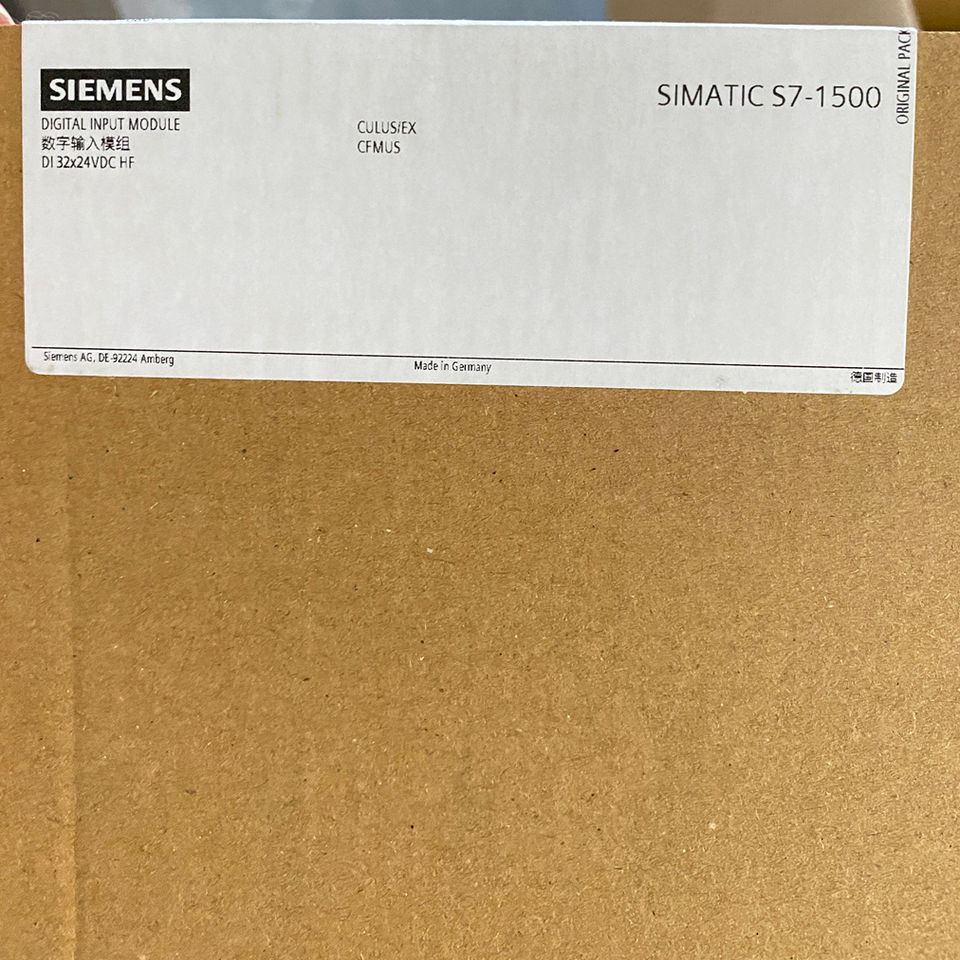 SIEMENS
SIMATIC S7-1500
ORIGINAL PACK
DIGITAL INPUT MODULE
数字输入模组
DI 32x24VDC HF
CULUS/EX
CFMUS
Siemens AG, DE-92224 Amberg
Made in Germany
德国制造